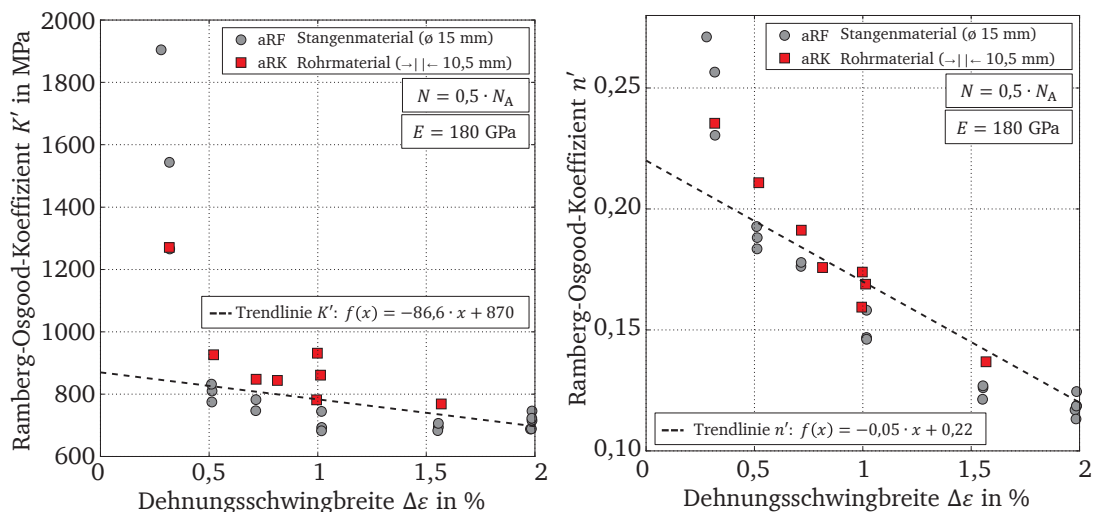 2000
1800
1600
1400
1200
1000
800
600
0
0,5
1
1,5
2
Ramberg-Osgood-Koeffizient K′ in MPa
Dehnungsschwingbreite Δε in %
aRF Stangenmaterial (ø 15 mm)
aRK Rohrmaterial (→||← 10,5 mm)
N = 0,5 · N_A
E = 180 GPa
Trendlinie K′: f(x) = −86,6 · x + 870
0,25
0,20
0,15
0,10
0
0,5
1
1,5
2
Ramberg-Osgood-Koeffizient n′
Dehnungsschwingbreite Δε in %
aRF Stangenmaterial (ø 15 mm)
aRK Rohrmaterial (→||← 10,5 mm)
N = 0,5 · N_A
E = 180 GPa
Trendlinie n′: f(x) = −0,05 · x + 0,22